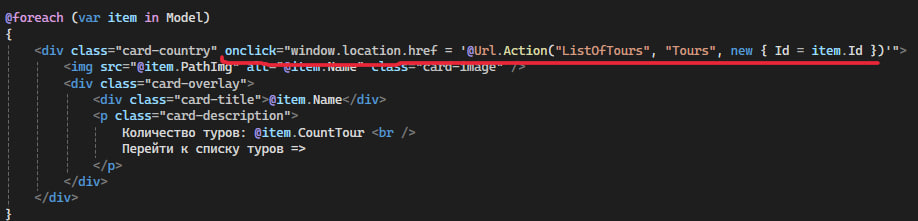 @foreach (var item in Model)
{
<div class="card-country" onclick="window.location.href = '@Url.Action("ListOfTours", "Tours", new { Id = item.Id })'">
<img src="@item.PathImg" alt="@item.Name" class="card-image" />
<div class="card-overlay">
<div class="card-title">@item.Name</div>
<p class="card-description">
Количество туров: @item.CountTour <br />
Перейти к списку туров =>
</p>
</div>
</div>
}